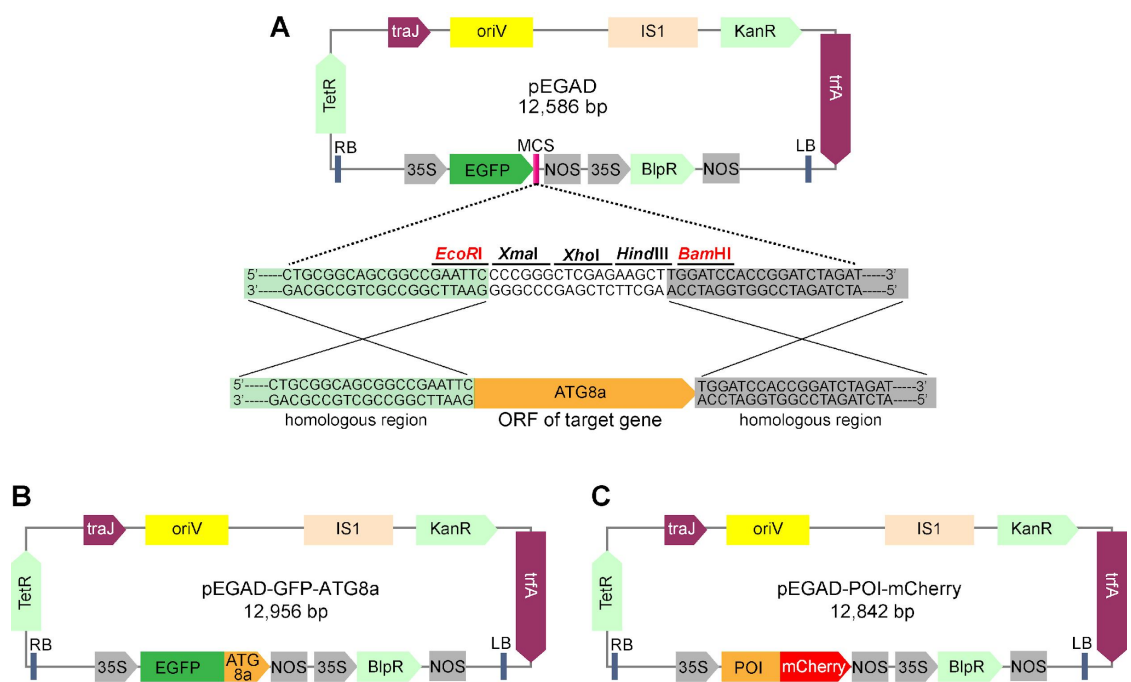 A
traJ
oriV
IS1
KanR
TetR
pEGAD
12,586 bp
trfA
RB
MCS
LB
35S
EGFP
NOS
35S
BlpR
NOS
EcoRI
XmaI
XhoI
HindIII
BamHI
5′-----CTGCGGCAGCGGCCGAATTC CCCGGGCTCGAGAAGCTTGGATCCACCGGATCTAGAT-----3′
3′-----GACGCCGTCGCCGGCTTAAG GGGCCCGAGCTCTTCGAACCTAGGTGGCCTAGATCTA-----5′
5′-----CTGCGGCAGCGGCCGAATTC
ATG8a
TGGATCCACCGGATCTAGAT-----3′
3′-----GACGCCGTCGCCGGCTTAAG
ACCTAGGTGGCCTAGATCTA-----5′
homologous region
ORF of target gene
homologous region
B
traJ
oriV
IS1
KanR
TetR
pEGAD-GFP-ATG8a
12,956 bp
trfA
RB
LB
35S
EGFP
ATG
8a
NOS
35S
BlpR
NOS
C
traJ
oriV
IS1
KanR
TetR
pEGAD-POI-mCherry
12,842 bp
trfA
RB
LB
35S
POI
mCherry
NOS
35S
BlpR
NOS